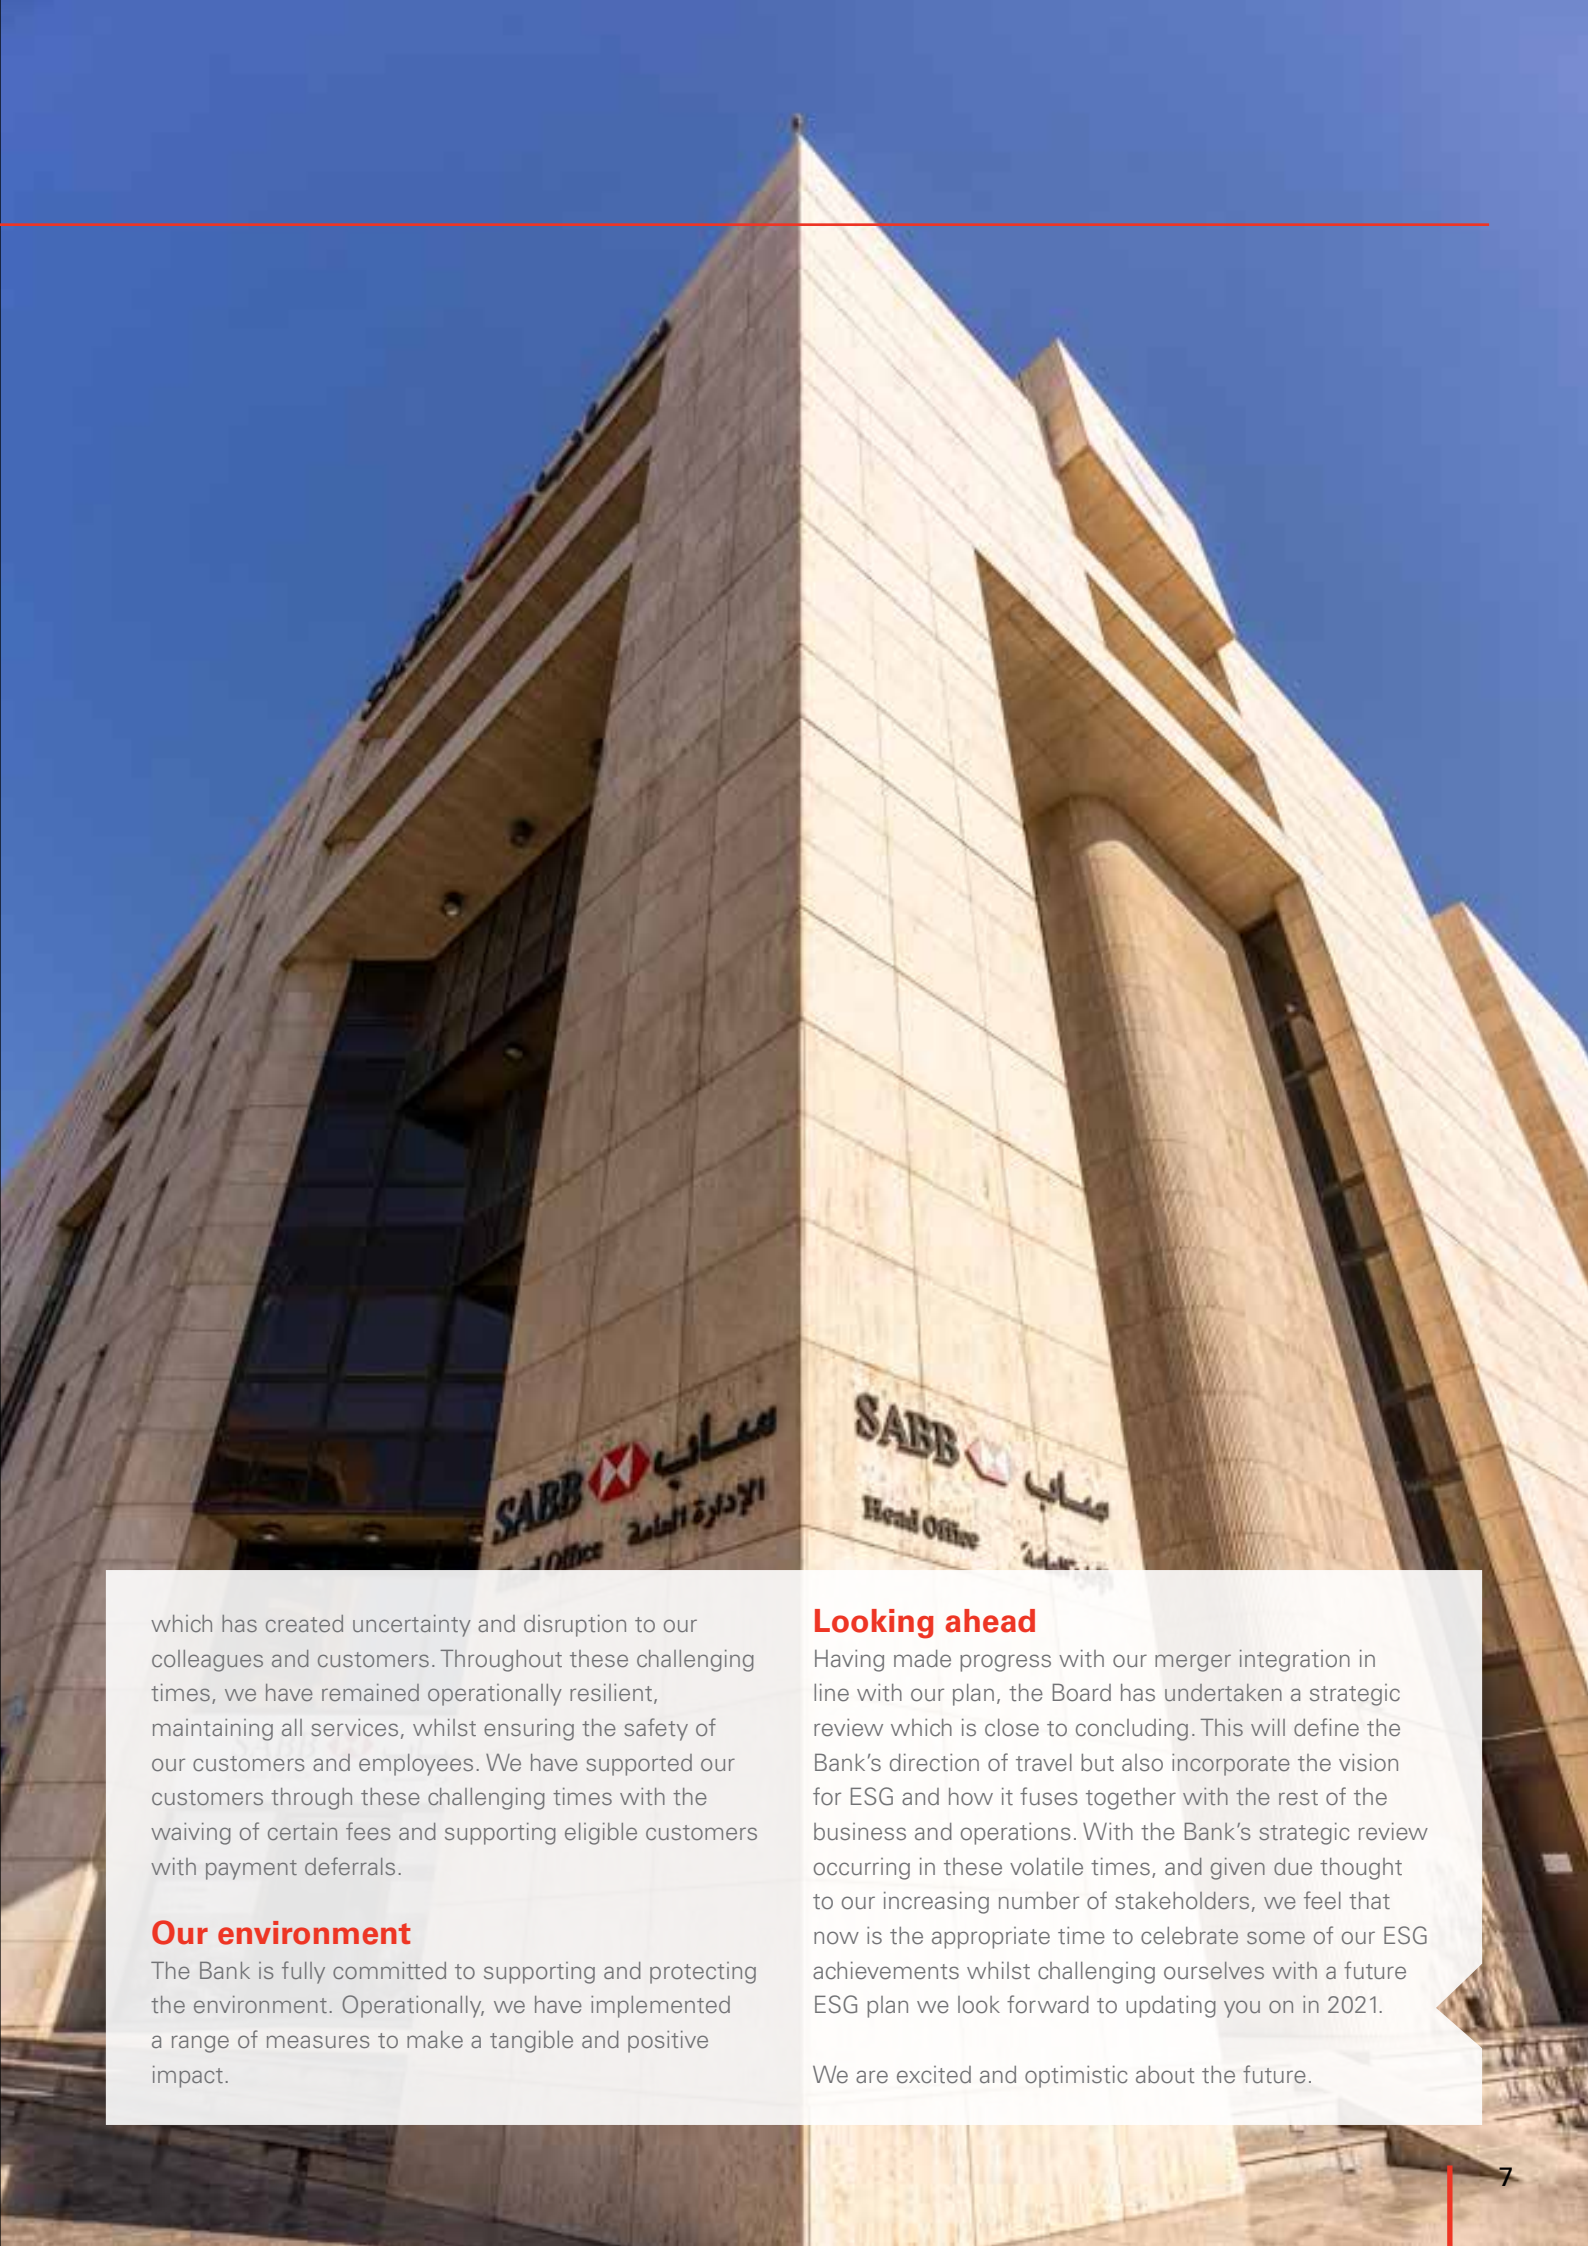 SABB سـاب
Head Office الإدارة العامة
SABB سـاب
Head Office
which has created uncertainty and disruption to our
colleagues and customers. Throughout these challenging
times, we have remained operationally resilient,
maintaining all services, whilst ensuring the safety of
our customers and employees. We have supported our
customers through these challenging times with the
waiving of certain fees and supporting eligible customers
with payment deferrals.
Our environment
The Bank is fully committed to supporting and protecting
the environment. Operationally, we have implemented
a range of measures to make a tangible and positive
impact.
Looking ahead
Having made progress with our merger integration in
line with our plan, the Board has undertaken a strategic
review which is close to concluding. This will define the
Bank’s direction of travel but also incorporate the vision
for ESG and how it fuses together with the rest of the
business and operations. With the Bank’s strategic review
occurring in these volatile times, and given due thought
to our increasing number of stakeholders, we feel that
now is the appropriate time to celebrate some of our ESG
achievements whilst challenging ourselves with a future
ESG plan we look forward to updating you on in 2021.
We are excited and optimistic about the future.
7